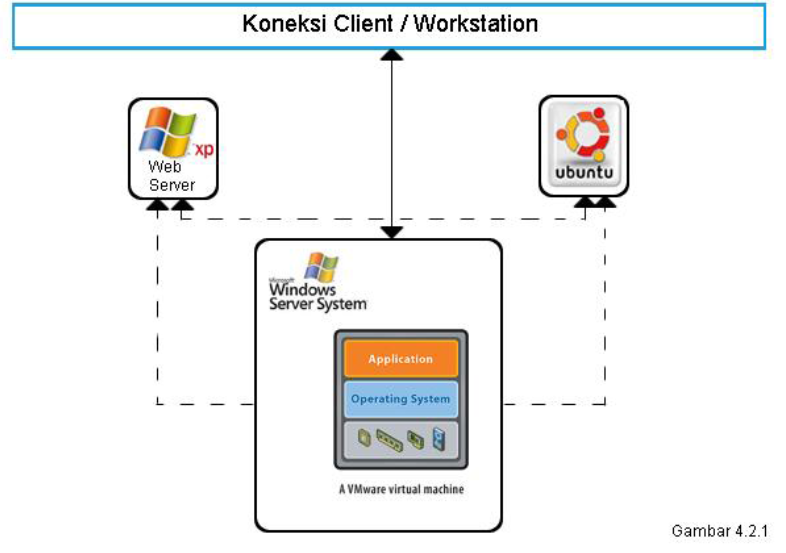 Koneksi Client / Workstation
xp
Web
Server
ubuntu
Microsoft
Windows
Server System
Application
Operating System
A VMware virtual machine
Gambar 4.2.1